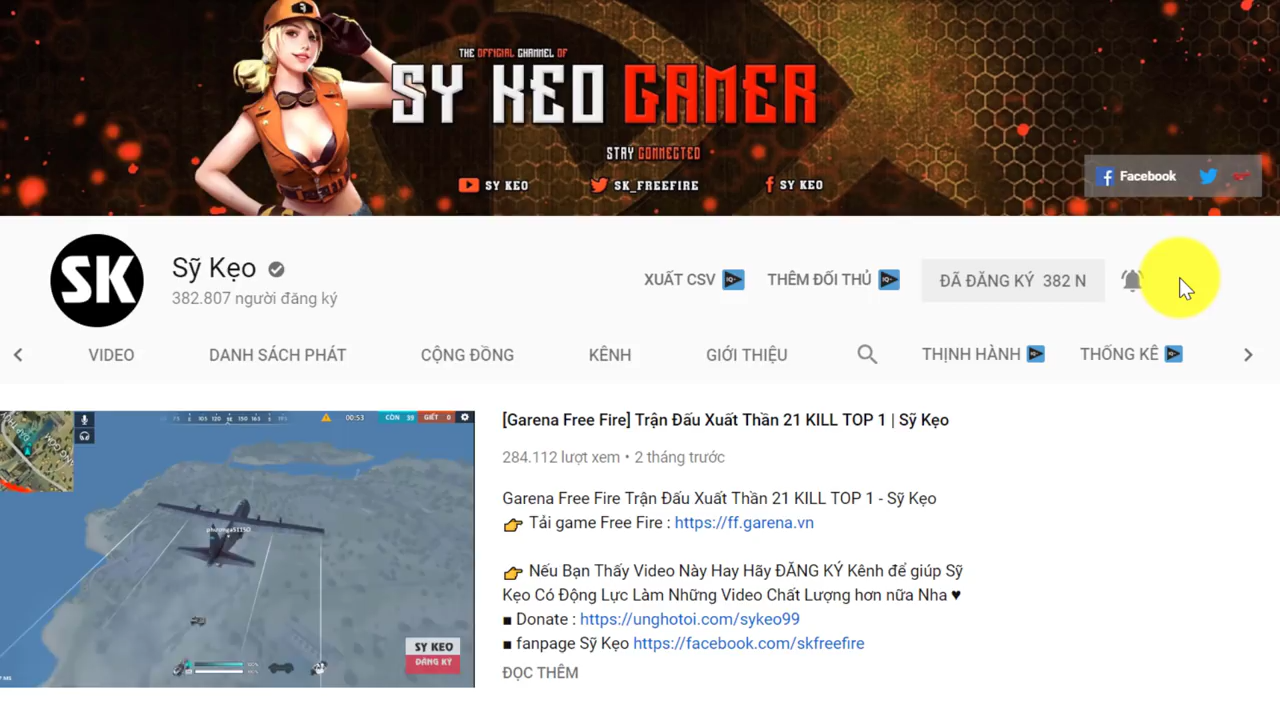 THE OFFICIAL CHANNEL OF
SY KEO GAMER
STAY CONNECTED
SY KEO
SK_FREEFIRE
SY KEO
Facebook
SK
Sỹ Kẹo
382.807 người đăng ký
XUẤT CSV
THÊM ĐỐI THỦ
ĐÃ ĐĂNG KÝ 382 N
VIDEO
DANH SÁCH PHÁT
CỘNG ĐỒNG
KÊNH
GIỚI THIỆU
THỊNH HÀNH
THỐNG KÊ
00:53
CÒN 39
GIẾT 0
SY KEO
ĐĂNG KÝ
[Garena Free Fire] Trận Đấu Xuất Thần 21 KILL TOP 1 | Sỹ Kẹo
284.112 lượt xem • 2 tháng trước
Garena Free Fire Trận Đấu Xuất Thần 21 KILL TOP 1 - Sỹ Kẹo
👉 Tải game Free Fire : https://ff.garena.vn
👉 Nếu Bạn Thấy Video Này Hay Hãy ĐĂNG KÝ Kênh để giúp Sỹ
Kẹo Có Động Lực Làm Những Video Chất Lượng hơn nữa Nha ♥
■ Donate : https://unghotoi.com/sykeo99
■ fanpage Sỹ Kẹo https://facebook.com/skfreefire
ĐỌC THÊM